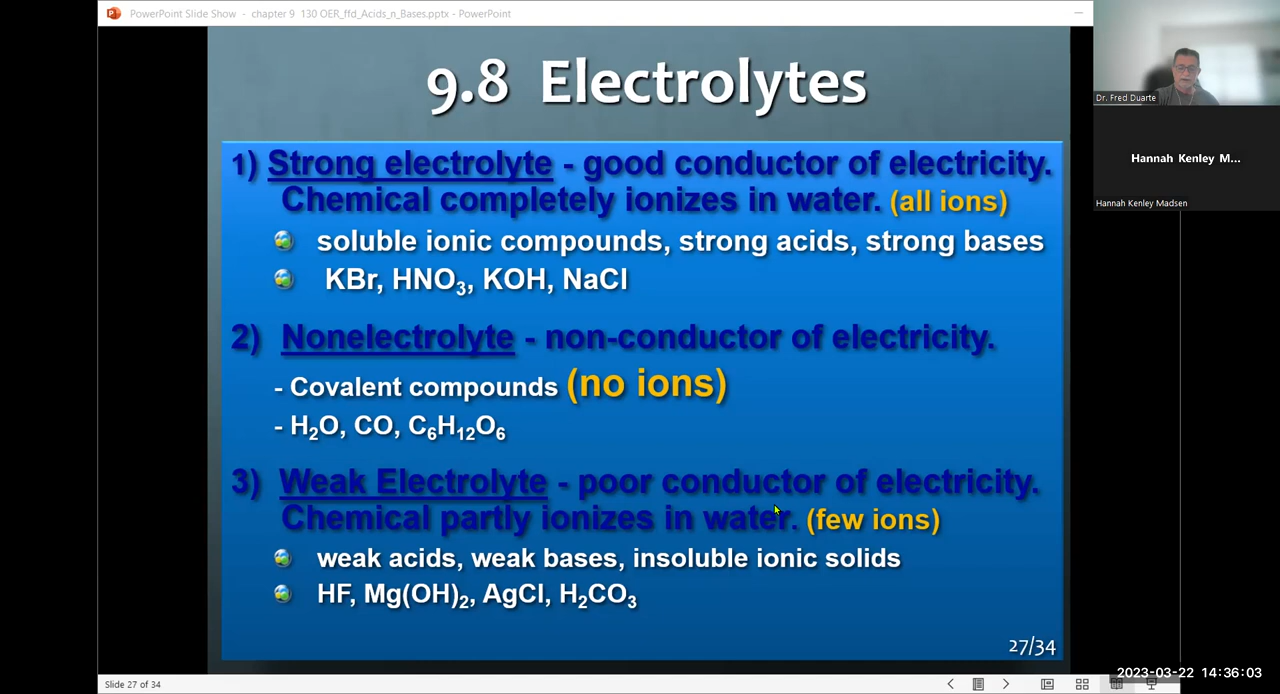 PowerPoint Slide Show - chapter 9 130 OER_ffd_Acids_n_Bases.pptx - PowerPoint
9.8 Electrolytes
1) Strong electrolyte - good conductor of electricity.
Chemical completely ionizes in water. (all ions)
soluble ionic compounds, strong acids, strong bases
KBr, HNO₃, KOH, NaCl
2) Nonelectrolyte - non-conductor of electricity.
- Covalent compounds (no ions)
- H₂O, CO, C₆H₁₂O₆
3) Weak Electrolyte - poor conductor of electricity.
Chemical partly ionizes in water. (few ions)
weak acids, weak bases, insoluble ionic solids
HF, Mg(OH)₂, AgCl, H₂CO₃
27/34
Dr. Fred Duarte
Hannah Kenley M...
Hannah Kenley Madsen
2023-03-22 14:36:03
Slide 27 of 34